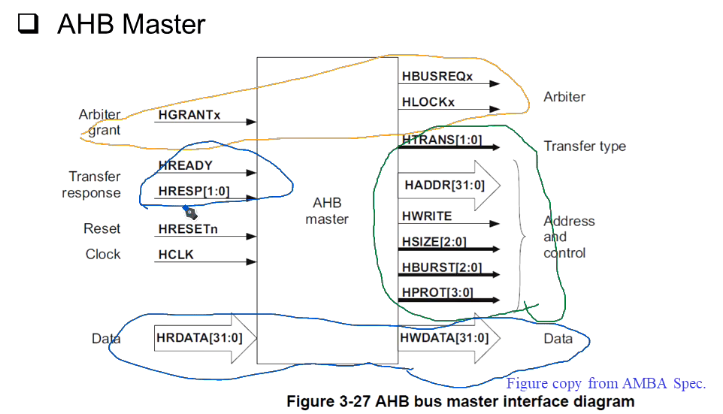 ❑ AHB Master
HBUSREQx
HLOCKx
Arbiter
Arbiter
grant
HGRANTx
HTRANS[1:0]
Transfer type
HREADY
Transfer
response
HRESP[1:0]
HADDR[31:0]
AHB
master
HWRITE
Address
and
control
Reset
HRESETn
HSIZE[2:0]
Clock
HCLK
HBURST[2:0]
HPROT[3:0]
Data
HRDATA[31:0]
HWDATA[31:0]
Data
Figure copy from AMBA Spec.
Figure 3-27 AHB bus master interface diagram